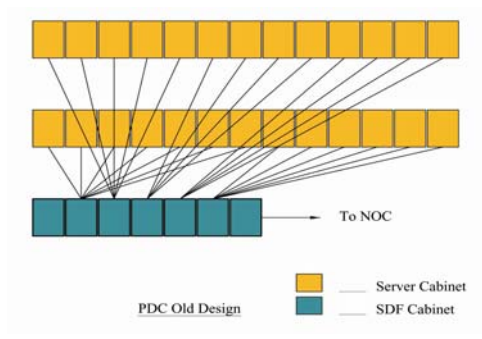 To NOC
Server Cabinet
PDC Old Design
SDF Cabinet